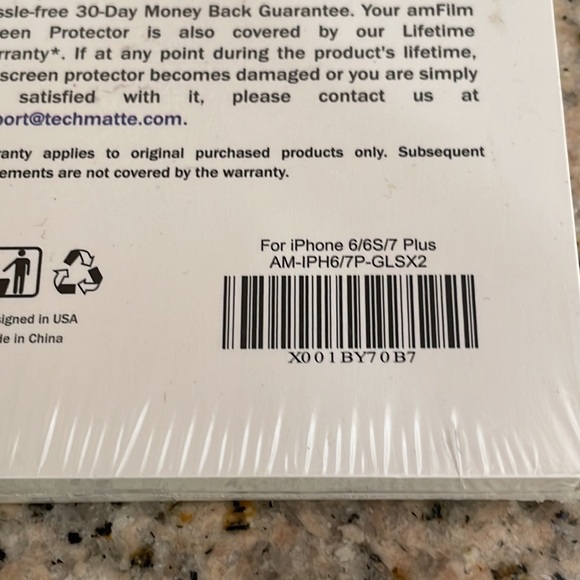 ssle-free 30-Day Money Back Guarantee. Your amFilm
een Protector is also covered by our Lifetime
rranty*. If at any point during the product's lifetime,
screen protector becomes damaged or you are simply
satisfied with it, please contact us at
port@techmatte.com.
ranty applies to original purchased products only. Subsequent
ements are not covered by the warranty.
For iPhone 6/6S/7 Plus
AM-IPH6/7P-GLSX2
X001BY70B7
signed in USA
de in China